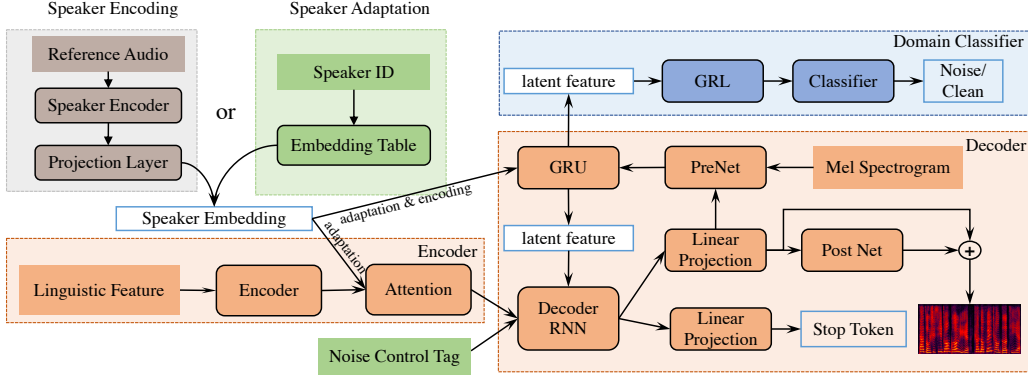 Speaker Encoding
Reference Audio
Speaker Encoder
Projection Layer
or
Speaker Adaptation
Speaker ID
Embedding Table
Speaker Embedding
adaptation & encoding
adaptation
Encoder
Linguistic Feature
Encoder
Attention
Noise Control Tag
Domain Classifier
latent feature
GRL
Classifier
Noise/
Clean
Decoder
GRU
PreNet
Mel Spectrogram
latent feature
Linear
Projection
Post Net
+
Decoder
RNN
Linear
Projection
Stop Token